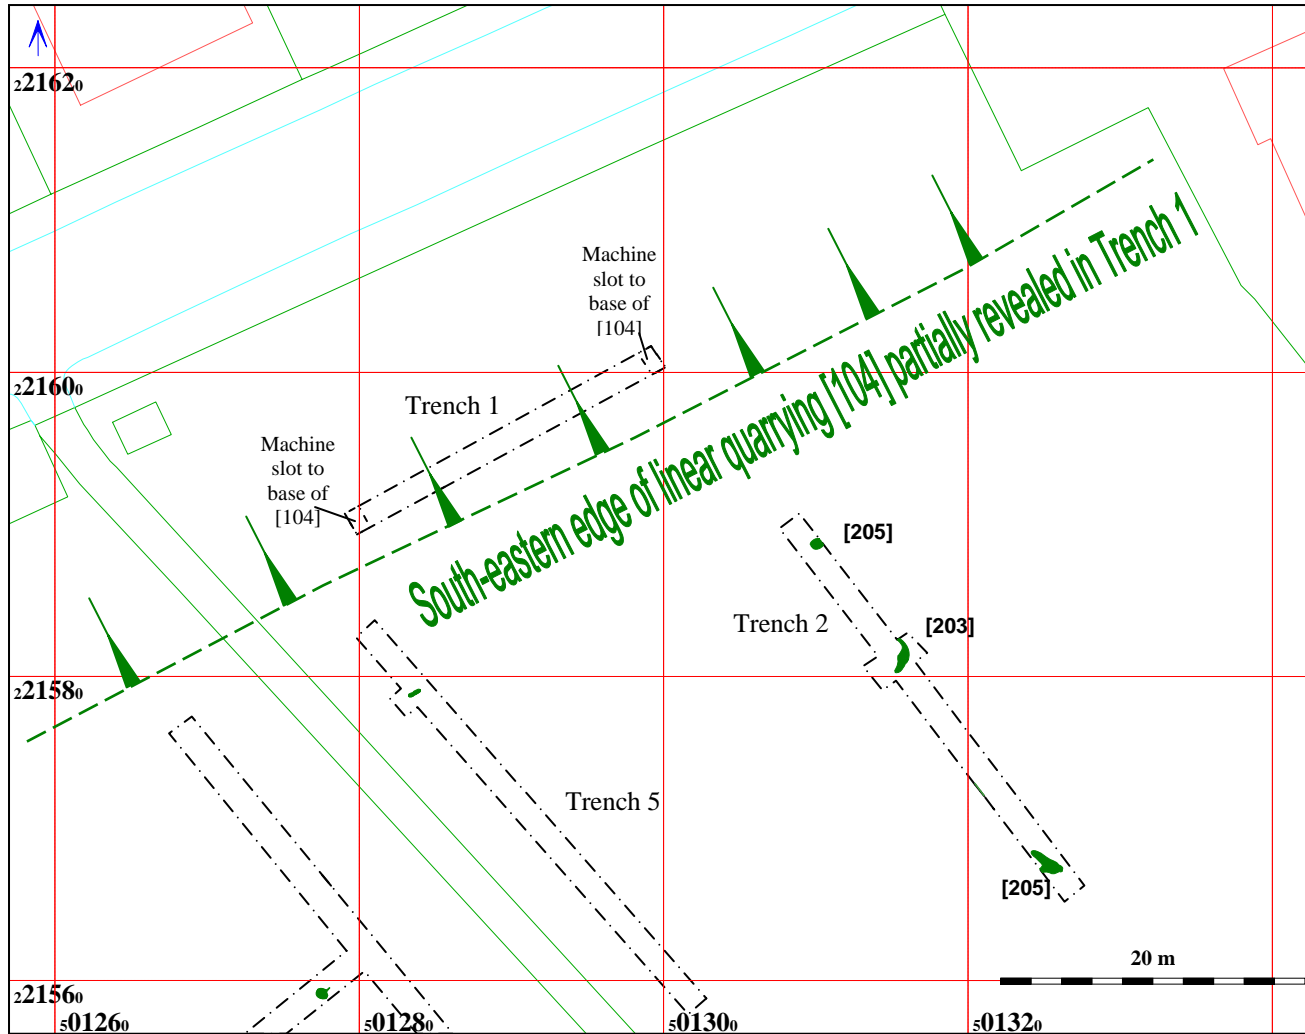 221620
Machine
slot to
base of
[104]
221600
Trench 1
Machine
slot to
base of
[104]
South-eastern edge of linear quarrying [104] partially revealed in Trench 1
[205]
Trench 2
[203]
221580
Trench 5
[205]
20 m
221560
501260
501280
501300
501320